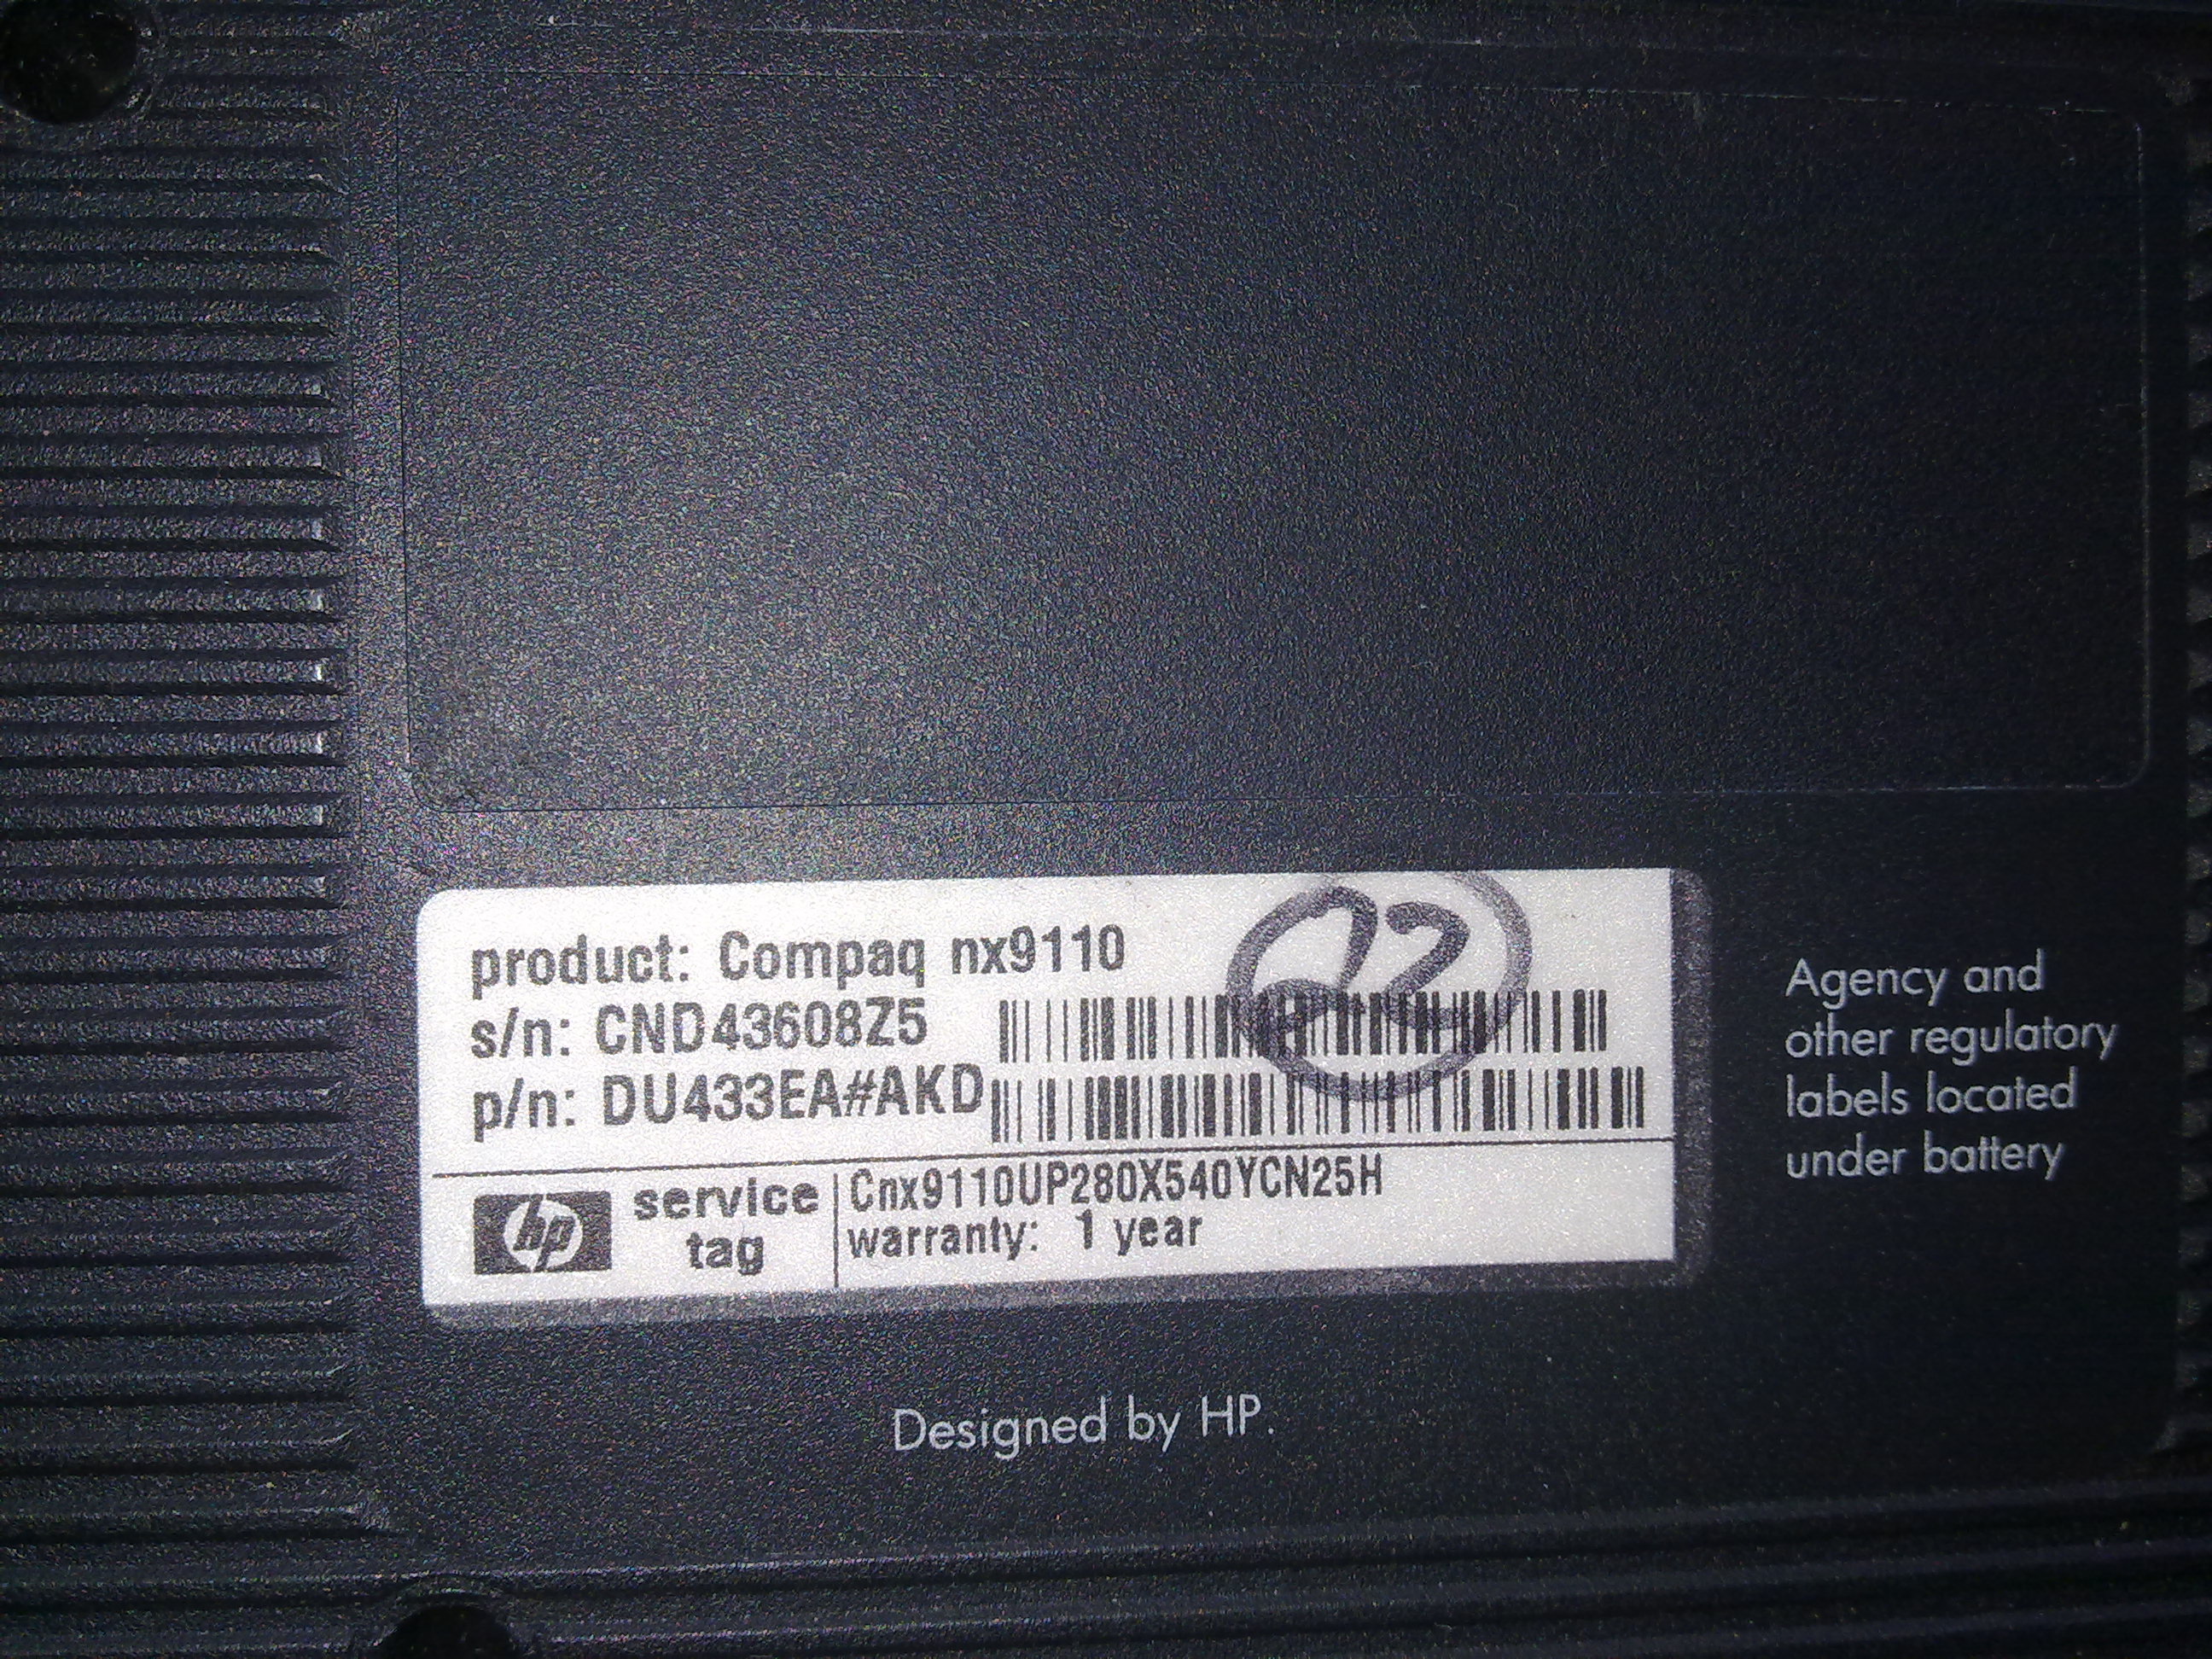 product: Compaq nx9110
s/n: CND43608Z5
p/n: DU433EA#AKD
hp
service
tag
Cnx9110UP280X540YCN25H
warranty: 1 year
Agency and
other regulatory
labels located
under battery
Designed by HP.